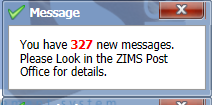 Message
You have 327 new messages.
Please Look in the ZIMS Post
Office for details.